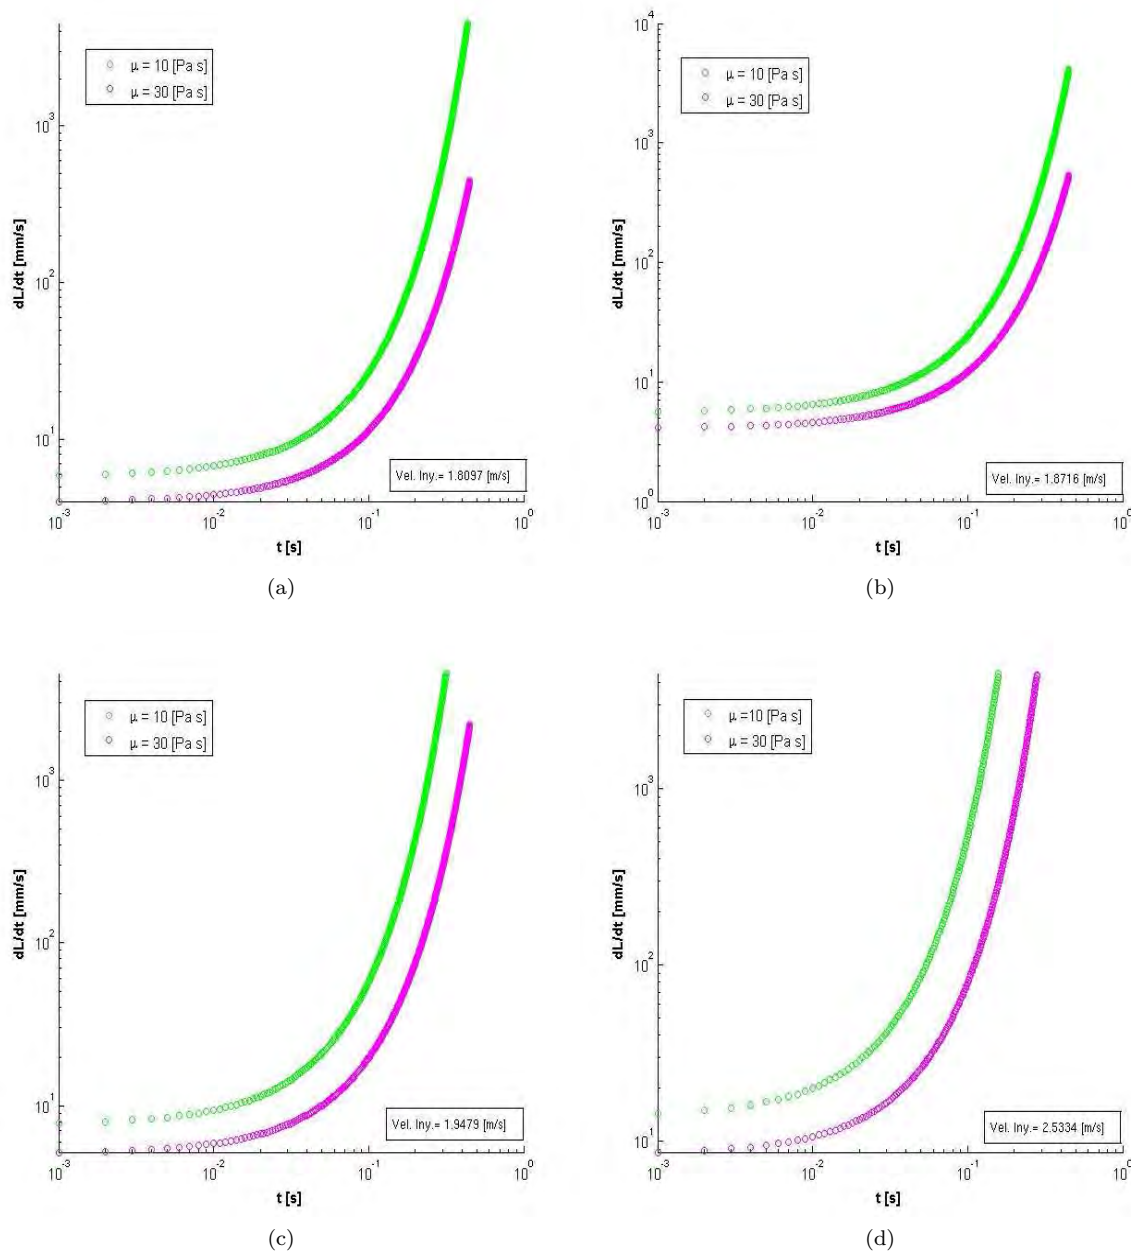 10^3
10^2
10^1
dL/dt [mm/s]
μ = 10 [Pa s]
μ = 30 [Pa s]
Vel. Iny.= 1.8097 [m/s]
10^-3 10^-2 10^-1 10^0
t [s]
(a)
10^4
10^3
10^2
10^1
10^0
dL/dt [mm/s]
μ = 10 [Pa s]
μ = 30 [Pa s]
Vel. Iny.= 1.8716 [m/s]
10^-3 10^-2 10^-1 10^0
t [s]
(b)
10^3
10^2
10^1
dL/dt [mm/s]
μ = 10 [Pa s]
μ = 30 [Pa s]
Vel. Iny.= 1.9479 [m/s]
10^-3 10^-2 10^-1 10^0
t [s]
(c)
10^3
10^2
10^1
dL/dt [mm/s]
μ =10 [Pa s]
μ = 30 [Pa s]
Vel. Iny.= 2.5334 [m/s]
10^-3 10^-2 10^-1 10^0
t [s]
(d)